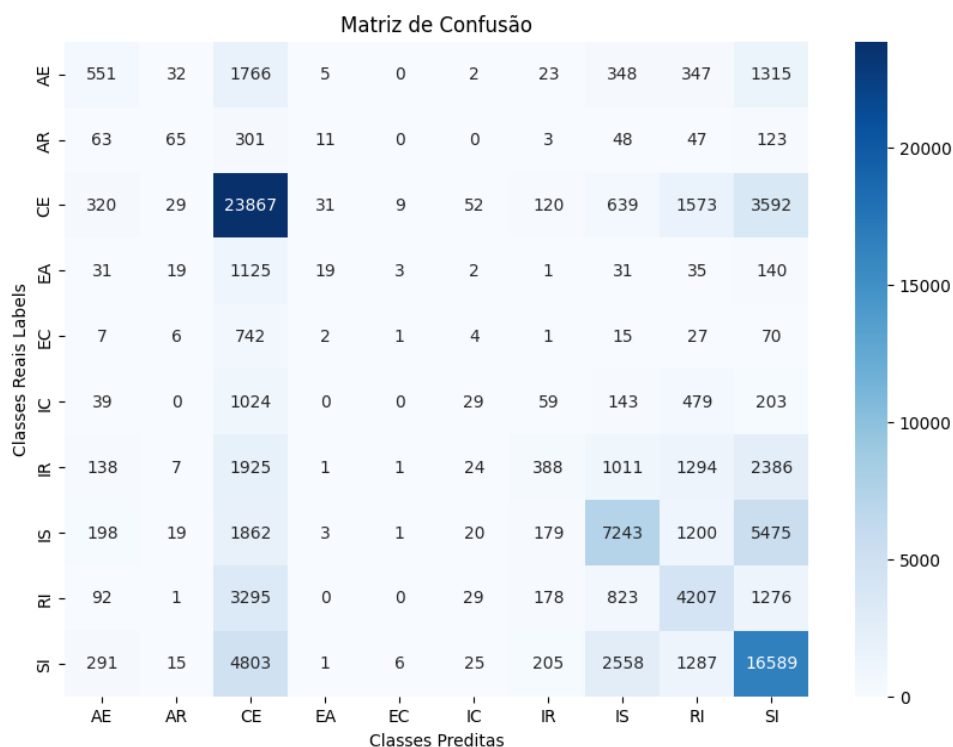 Matriz de Confusão
AE 551 32 1766 5 0 2 23 348 347 1315
AR 63 65 301 11 0 0 3 48 47 123
CE 320 29 23867 31 9 52 120 639 1573 3592
EA 31 19 1125 19 3 2 1 31 35 140
EC 7 6 742 2 1 4 1 15 27 70
IC 39 0 1024 0 0 29 59 143 479 203
IR 138 7 1925 1 1 24 388 1011 1294 2386
IS 198 19 1862 3 1 20 179 7243 1200 5475
RI 92 1 3295 0 0 29 178 823 4207 1276
SI 291 15 4803 1 6 25 205 2558 1287 16589
AE AR CE EA EC IC IR IS RI SI
Classes Preditas
Classes Reais Labels
20000
15000
10000
5000
0